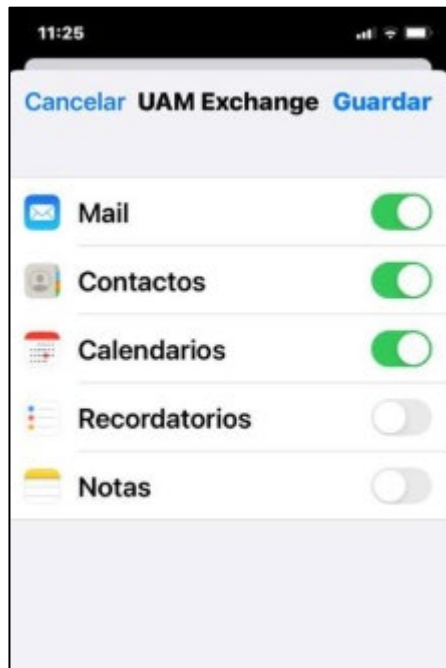 11:25
Cancelar UAM Exchange Guardar
Mail
Contactos
Calendarios
Recordatorios
Notas